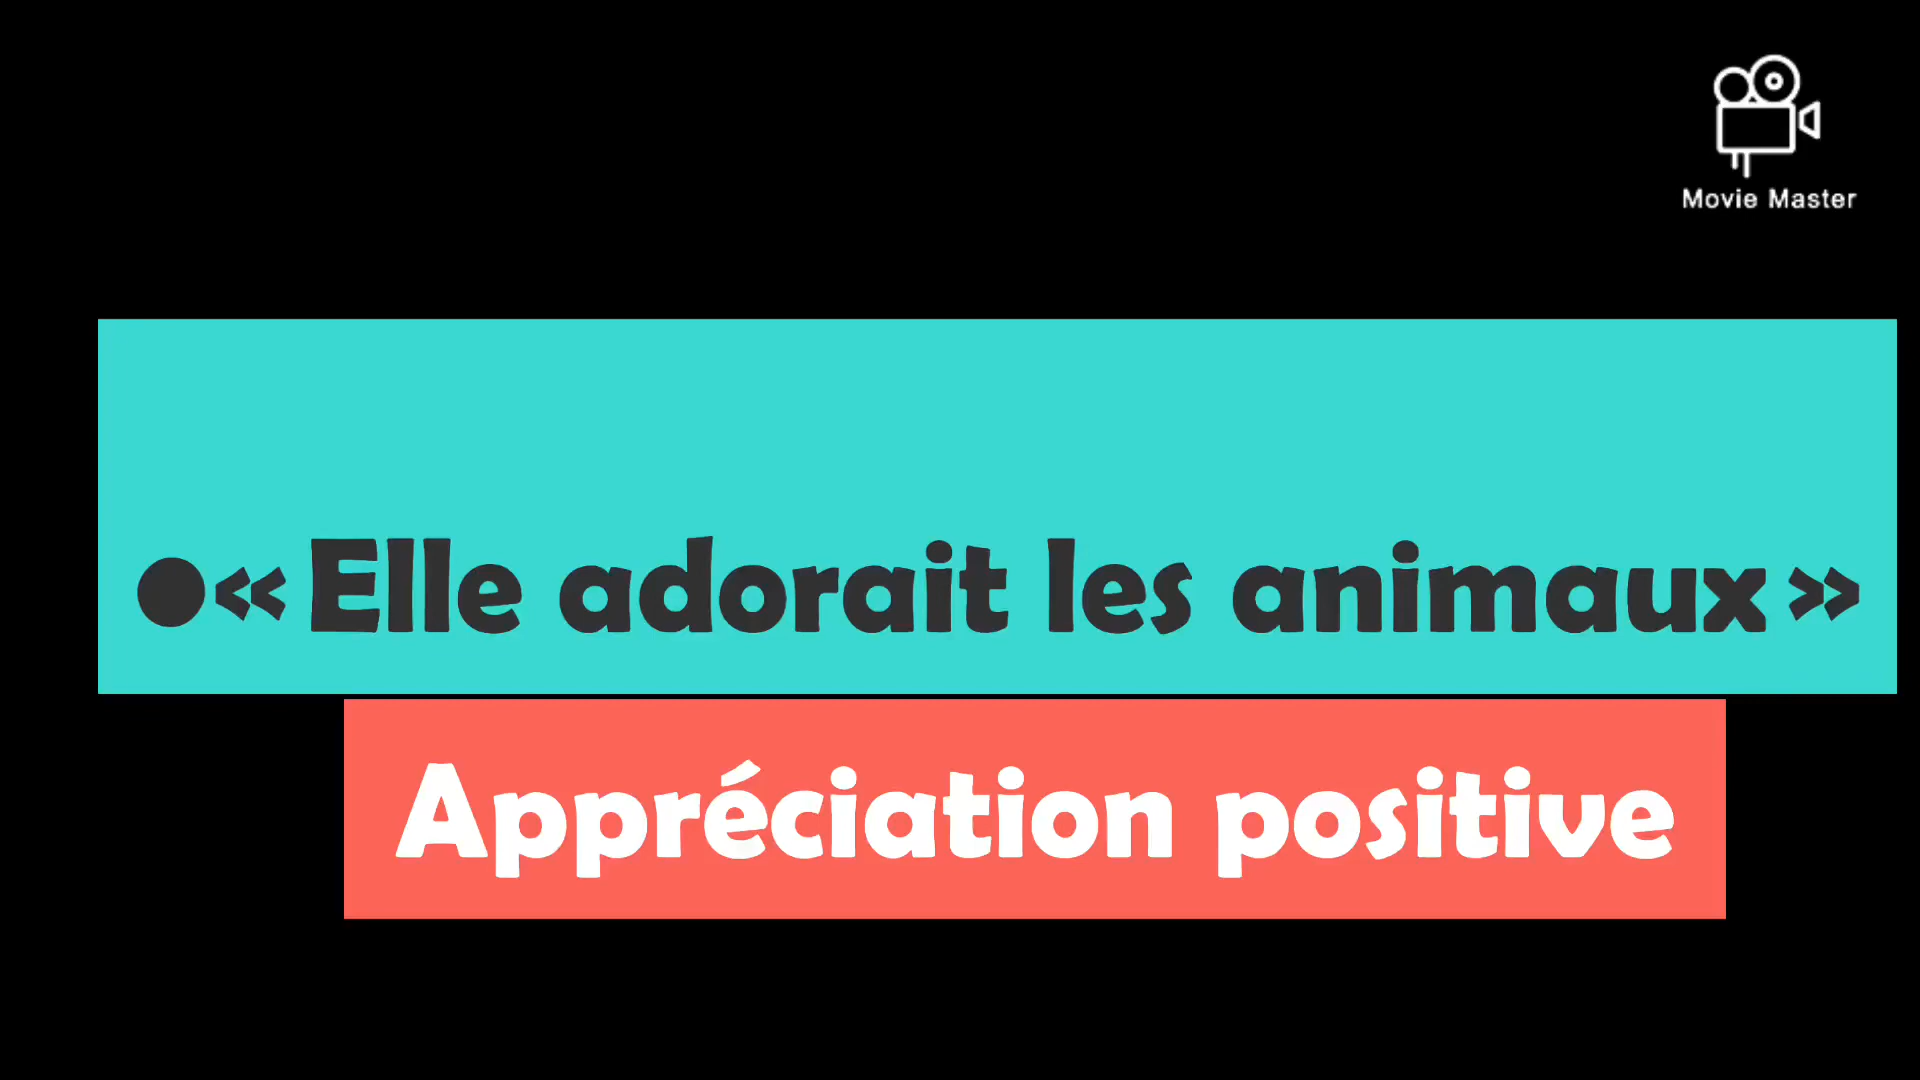 Movie Master
●« Elle adorait les animaux »
Appréciation positive